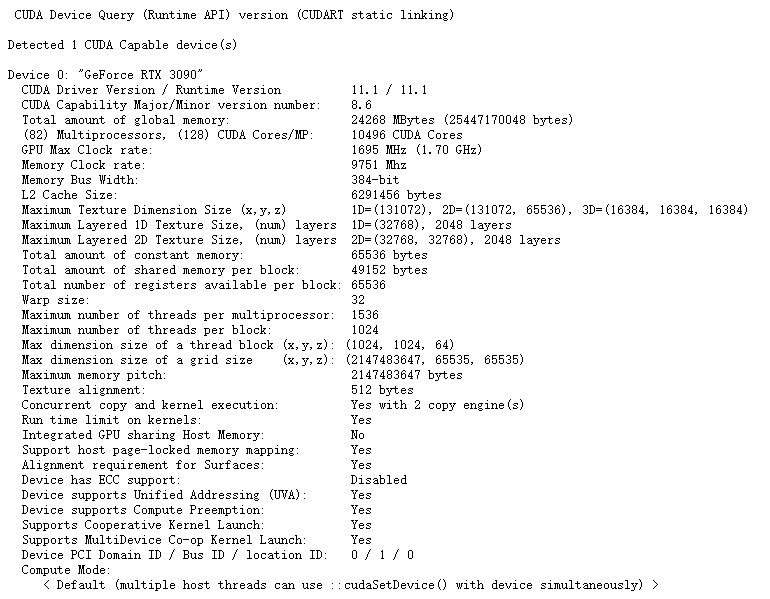 CUDA Device Query (Runtime API) version (CUDART static linking)
Detected 1 CUDA Capable device(s)
Device 0: "GeForce RTX 3090"
CUDA Driver Version / Runtime Version 11.1 / 11.1
CUDA Capability Major/Minor version number: 8.6
Total amount of global memory: 24268 MBytes (25447170048 bytes)
(82) Multiprocessors, (128) CUDA Cores/MP: 10496 CUDA Cores
GPU Max Clock rate: 1695 MHz (1.70 GHz)
Memory Clock rate: 9751 Mhz
Memory Bus Width: 384-bit
L2 Cache Size: 6291456 bytes
Maximum Texture Dimension Size (x,y,z) 1D=(131072), 2D=(131072, 65536), 3D=(16384, 16384, 16384)
Maximum Layered 1D Texture Size, (num) layers 1D=(32768), 2048 layers
Maximum Layered 2D Texture Size, (num) layers 2D=(32768, 32768), 2048 layers
Total amount of constant memory: 65536 bytes
Total amount of shared memory per block: 49152 bytes
Total number of registers available per block: 65536
Warp size: 32
Maximum number of threads per multiprocessor: 1536
Maximum number of threads per block: 1024
Max dimension size of a thread block (x,y,z): (1024, 1024, 64)
Max dimension size of a grid size (x,y,z): (2147483647, 65535, 65535)
Maximum memory pitch: 2147483647 bytes
Texture alignment: 512 bytes
Concurrent copy and kernel execution: Yes with 2 copy engine(s)
Run time limit on kernels: Yes
Integrated GPU sharing Host Memory: No
Support host page-locked memory mapping: Yes
Alignment requirement for Surfaces: Yes
Device has ECC support: Disabled
Device supports Unified Addressing (UVA): Yes
Device supports Compute Preemption: Yes
Supports Cooperative Kernel Launch: Yes
Supports MultiDevice Co-op Kernel Launch: Yes
Device PCI Domain ID / Bus ID / location ID: 0 / 1 / 0
Compute Mode:
< Default (multiple host threads can use ::cudaSetDevice() with device simultaneously) >